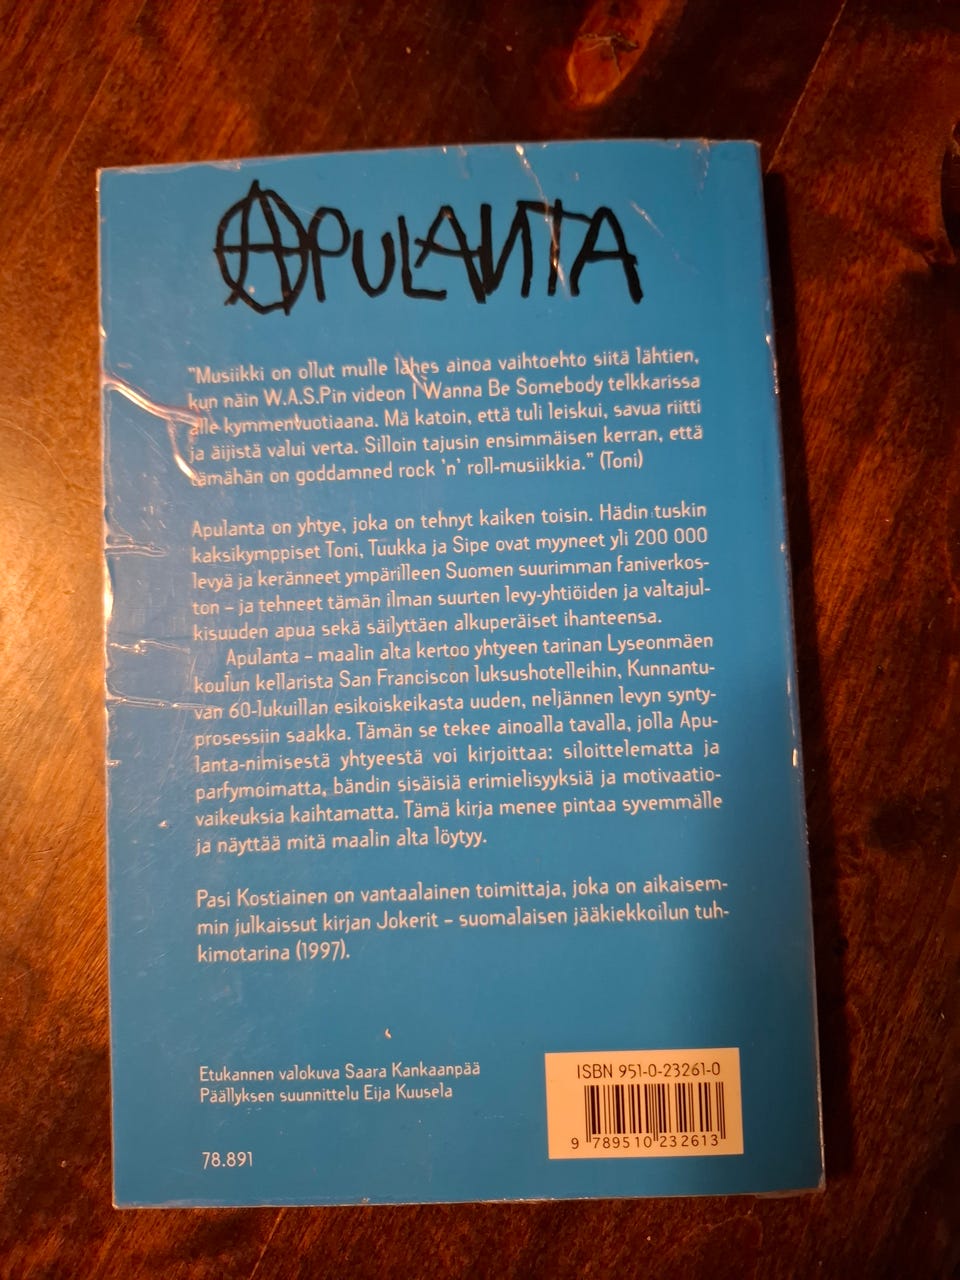 APULANTA
"Musiikki on ollut mulle lähes ainoa vaihtoehto siitä lähtien,
kun näin W.A.S.Pin videon I Wanna Be Somebody telkkarissa
alle kymmenvuotiaana. Mä katoin, että tuli leiskui, savua riitti
ja äijistä valui verta. Silloin tajusin ensimmäisen kerran, että
tämähän on goddamned rock 'n' roll-musiikkia." (Toni)
Apulanta on yhtye, joka on tehnyt kaiken toisin. Hädin tuskin
kaksikymppiset Toni, Tuukka ja Sipe ovat myyneet yli 200 000
levyä ja keränneet ympärilleen Suomen suurimman faniverkos-
ton – ja tehneet tämän ilman suurten levy-yhtiöiden ja valtajul-
kisuuden apua sekä säilyttäen alkuperäiset ihanteensa.
Apulanta – maalin alta kertoo yhtyeen tarinan Lyseonmäen
koulun kellarista San Franciscon luksushotelleihin, Kunnantu-
van 60-lukuillan esikoiskeikasta uuden, neljännen levyn synty-
prosessiin saakka. Tämän se tekee ainoalla tavalla, jolla Apu-
lanta-nimisestä yhtyeestä voi kirjoittaa: siloittelematta ja
parfymoimatta, bändin sisäisiä erimielisyyksiä ja motivaatio-
vaikeuksia kaihtamatta. Tämä kirja menee pintaa syvemmälle
ja näyttää mitä maalin alta löytyy.
Pasi Kostiainen on vantaalainen toimittaja, joka on aikaisem-
min julkaissut kirjan Jokerit – suomalaisen jääkiekkoilun tuh-
kimotarina (1997).
Etukannen valokuva Saara Kankaanpää
Päällyksen suunnittelu Eija Kuusela
78.891
ISBN 951-0-23261-0
9 789510 232613